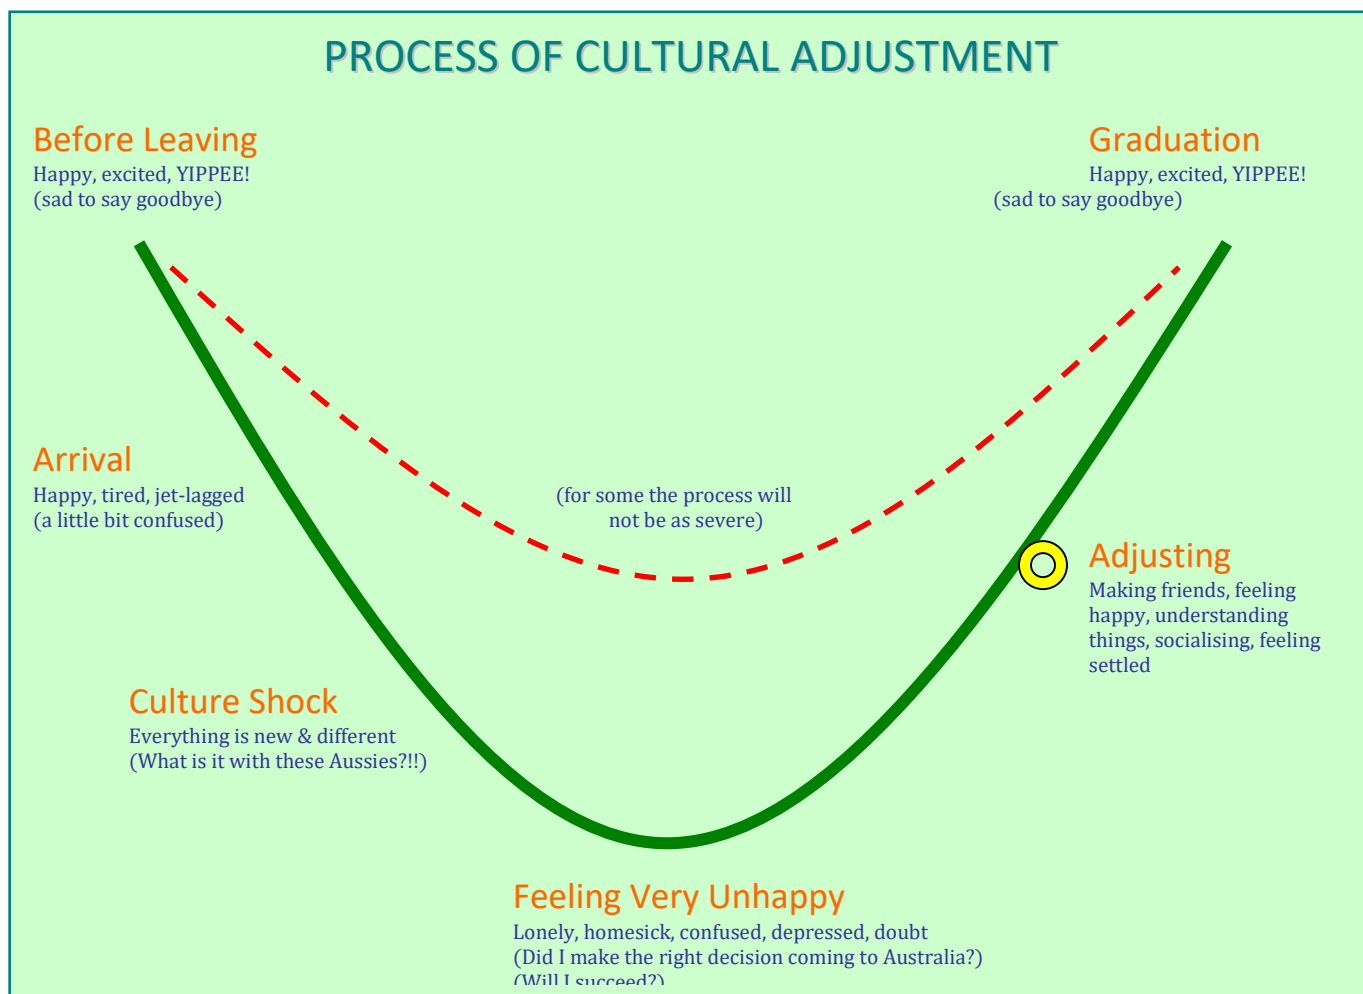 PROCESS OF CULTURAL ADJUSTMENT
Before Leaving
Happy, excited, YIPPEE!
(sad to say goodbye)
Graduation
Happy, excited, YIPPEE!
(sad to say goodbye)
Arrival
Happy, tired, jet-lagged
(a little bit confused)
(for some the process will
not be as severe)
Adjusting
Making friends, feeling
happy, understanding
things, socialising, feeling
settled
Culture Shock
Everything is new & different
(What is it with these Aussies?!!)
Feeling Very Unhappy
Lonely, homesick, confused, depressed, doubt
(Did I make the right decision coming to Australia?)
(Will I succeed?)